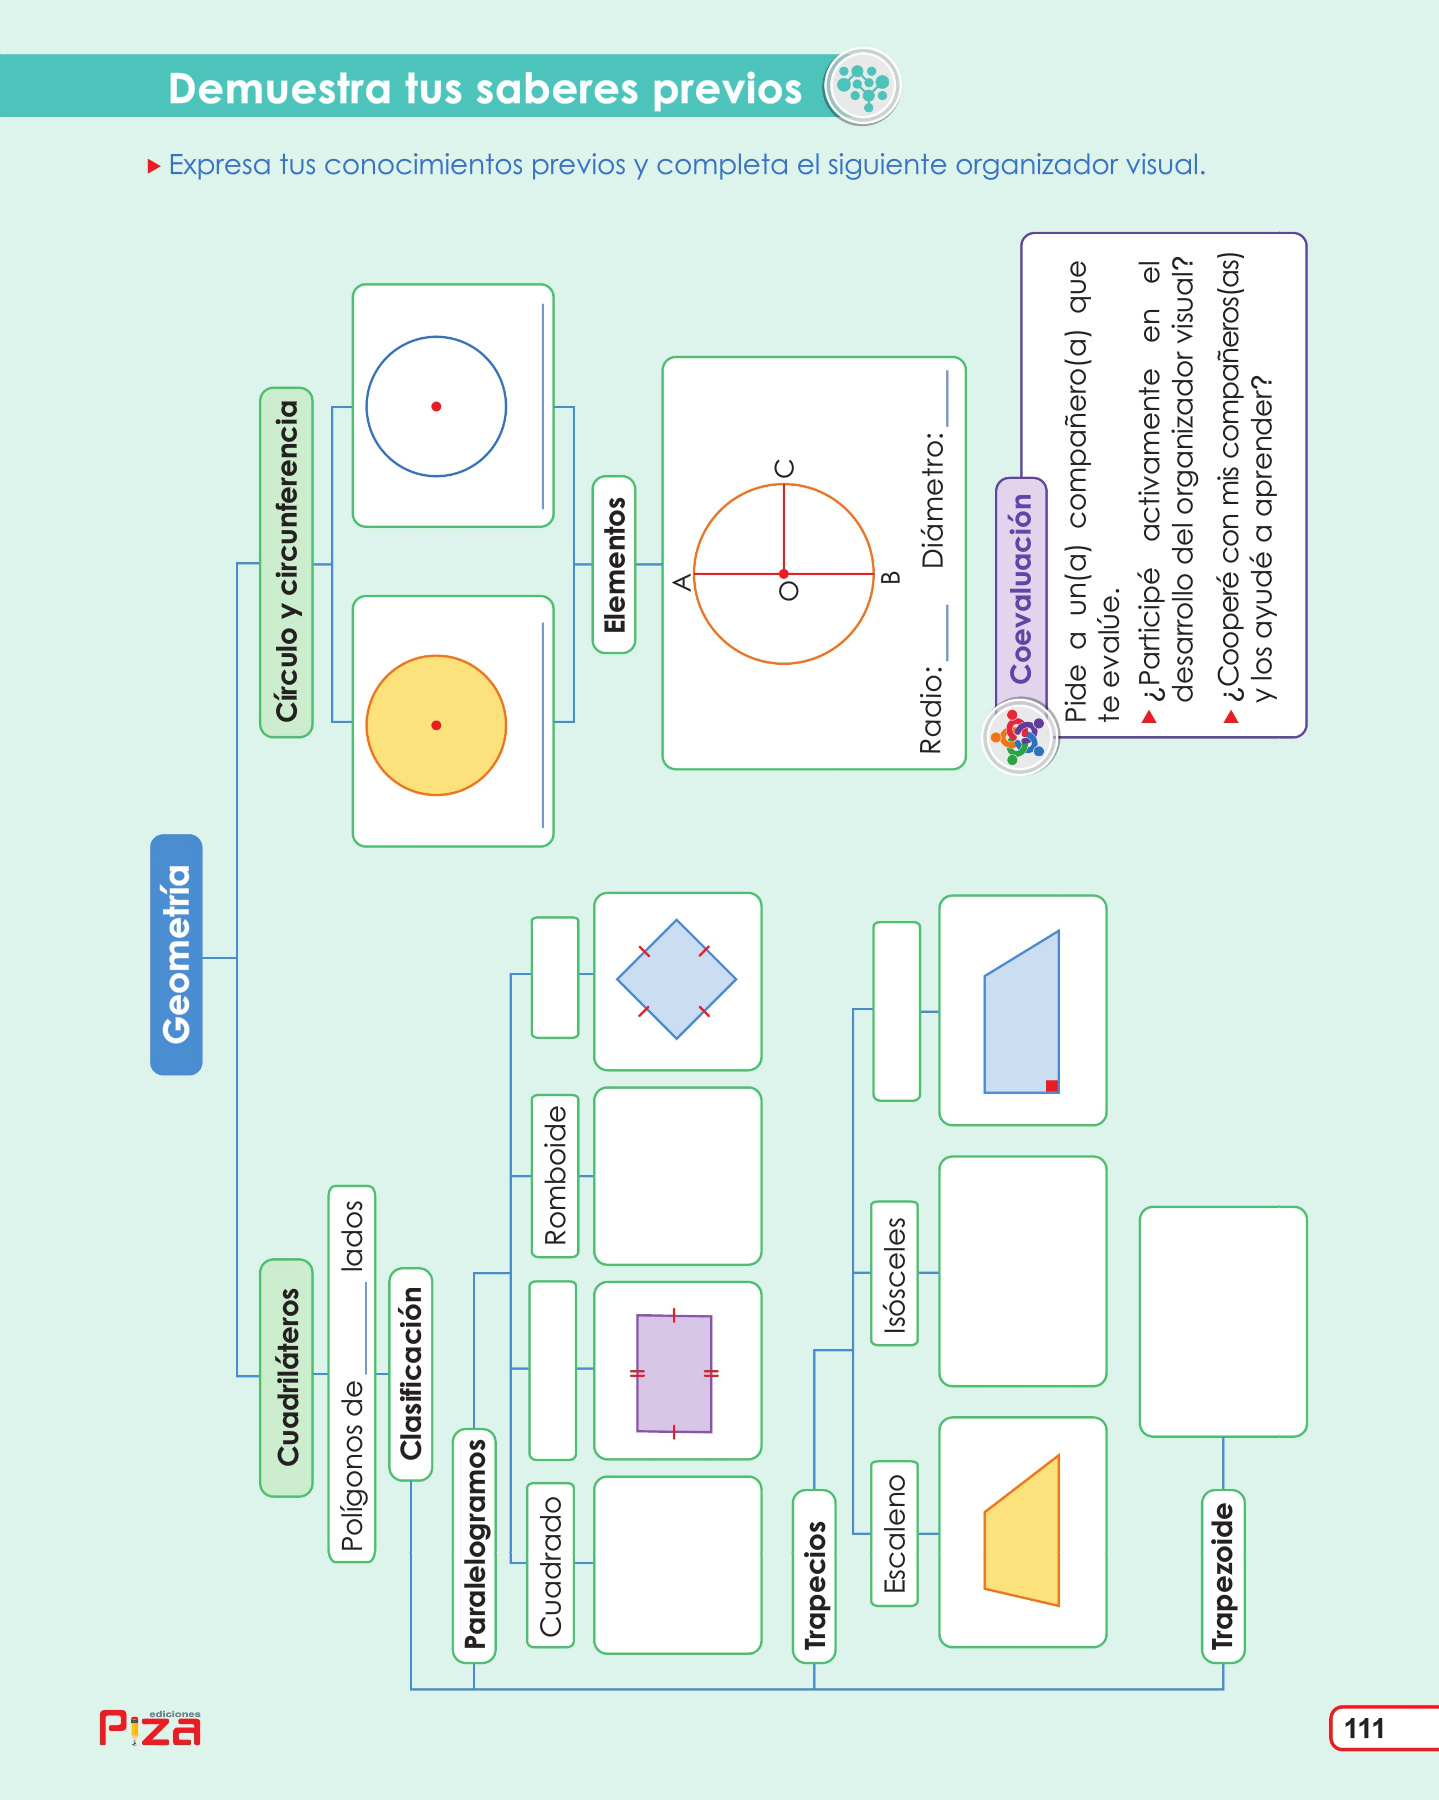 Demuestra tus saberes previos
Expresa tus conocimientos previos y completa el siguiente organizador visual.
Geometría
Cuadriláteros
Polígonos de ______ lados
Clasificación
Paralelogramos
Cuadrado
Romboide
Trapecios
Escaleno
Isósceles
Trapezoide
Círculo y circunferencia
Elementos
A
O
C
B
Radio: ____ Diámetro: ____
Coevaluación
Pide a un(a) compañero(a) que
te evalúe.
¿Participé activamente en el
desarrollo del organizador visual?
¿Cooperé con mis compañeros(as)
y los ayudé a aprender?
ediciones
Piza
111